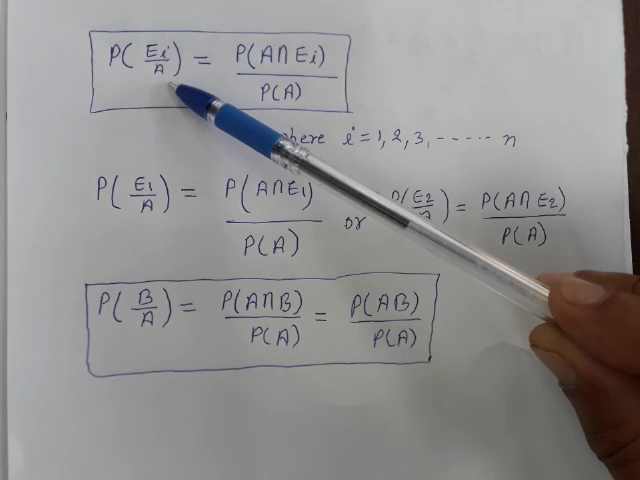 P(Ei/A) = P(A∩Ei)/P(A)
where i = 1, 2, 3, ------ n
P(E1/A) = P(A∩E1)/P(A) or P(E2/A) = P(A∩E2)/P(A)
P(B/A) = P(A∩B)/P(A) = P(AB)/P(A)